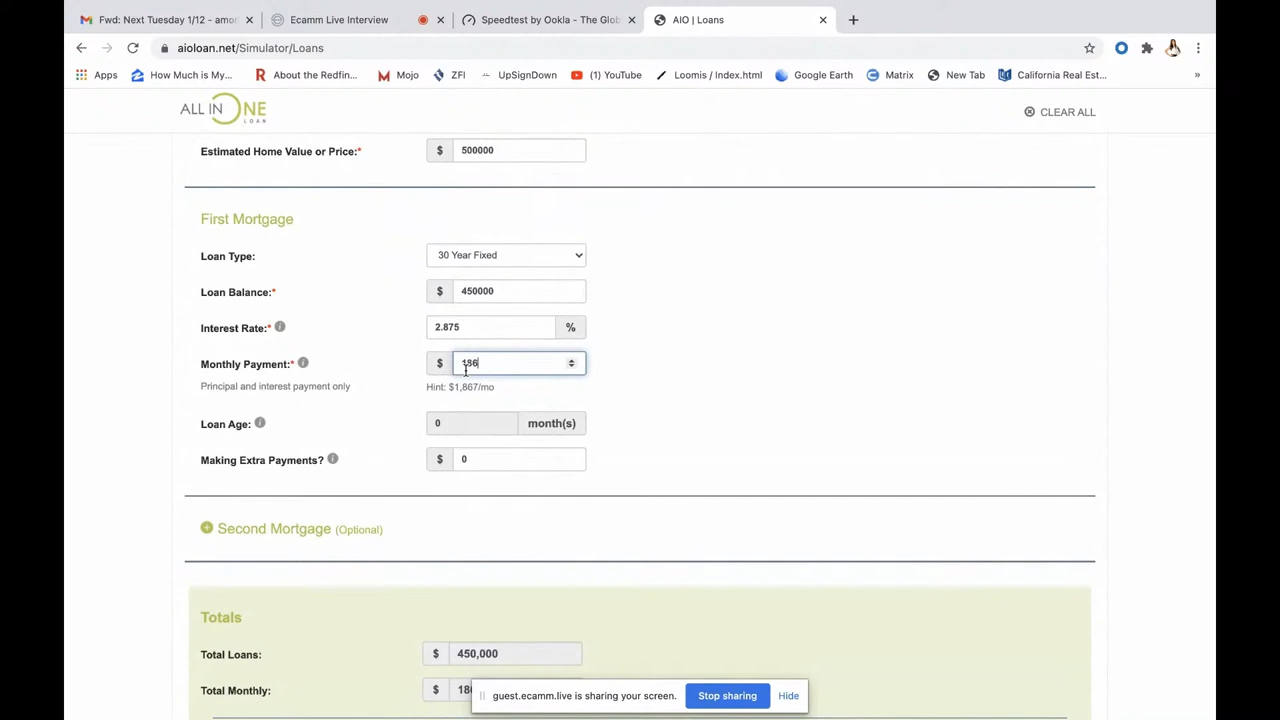 Fwd: Next Tuesday 1/12 - amor
Ecamm Live Interview
Speedtest by Ookla - The Glob
AIO | Loans
aioloan.net/Simulator/Loans
Apps
How Much is My...
About the Redfin...
Mojo
ZFI
UpSignDown
(1) YouTube
Loomis / Index.html
Google Earth
Matrix
New Tab
California Real Est...
»
ALL IN ONE
LOAN
CLEAR ALL
Estimated Home Value or Price:* $ 500000
First Mortgage
Loan Type: 30 Year Fixed
Loan Balance:* $ 450000
Interest Rate:* 2.875 %
Monthly Payment:* $ 186
Principal and interest payment only Hint: $1,867/mo
Loan Age: 0 month(s)
Making Extra Payments? $ 0
Second Mortgage (Optional)
Totals
Total Loans: $ 450,000
Total Monthly: $
guest.ecamm.live is sharing your screen. Stop sharing Hide